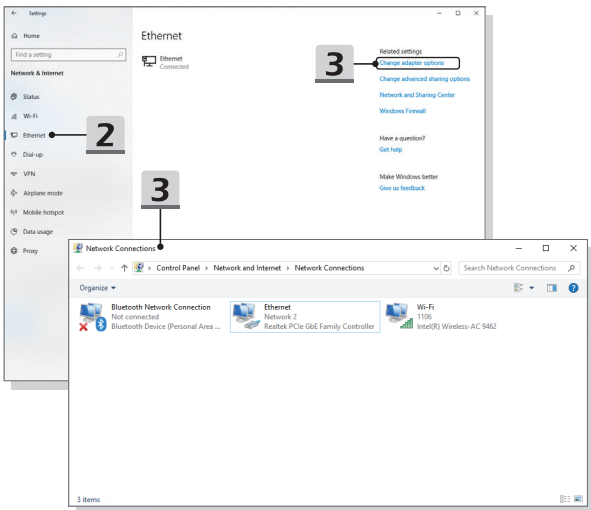 Settings
Home
Find a setting
Network & Internet
Status
Wi-Fi
Ethernet
Dial-up
VPN
Airplane mode
Mobile hotspot
Data usage
Proxy
2
Ethernet
Ethernet
Connected
3
Related settings
Change adapter options
Change advanced sharing options
Network and Sharing Center
Windows Firewall
Have a question?
Get help
Make Windows better
Give us feedback
3
Network Connections
Control Panel > Network and Internet > Network Connections
Search Network Connections
Organize
Bluetooth Network Connection
Not connected
Bluetooth Device (Personal Area ...
Ethernet
Network 2
Realtek PCIe GbE Family Controller
Wi-Fi
1106
Intel(R) Wireless-AC 9462
3 items